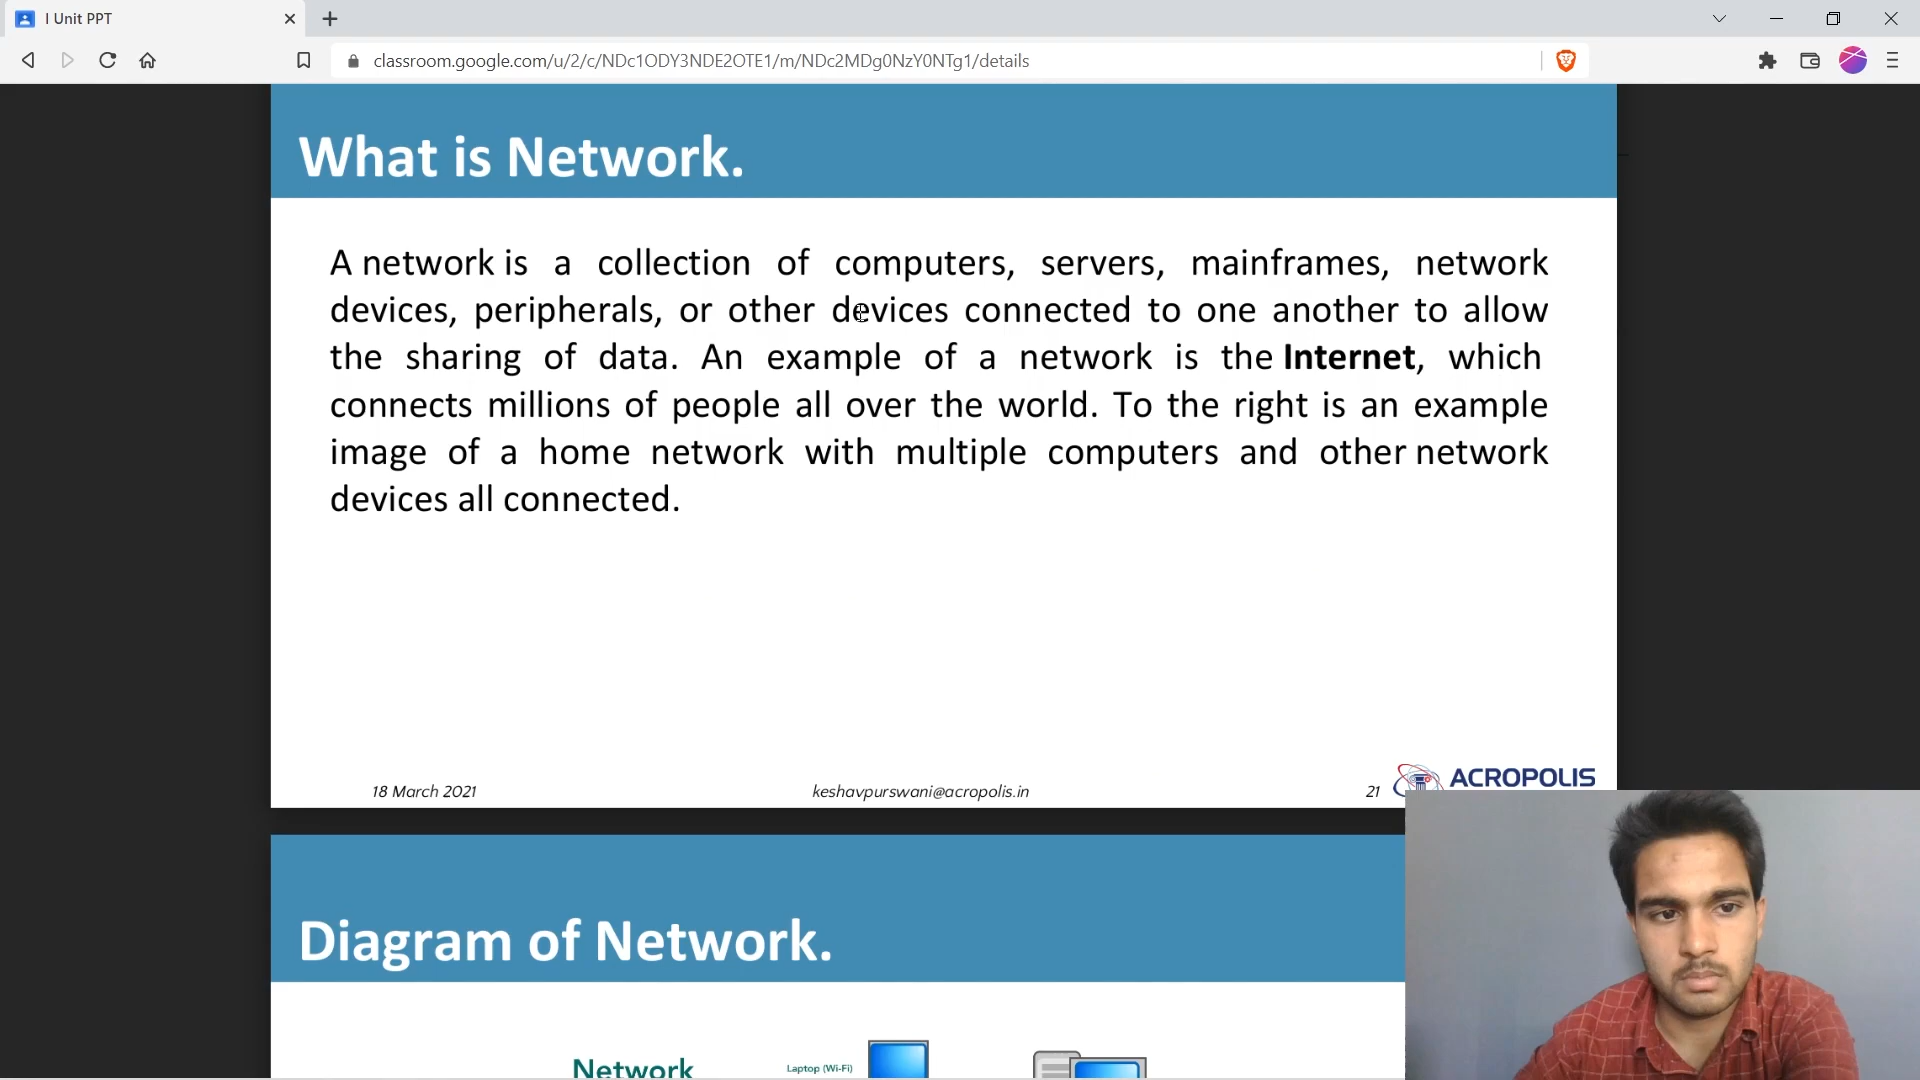 I Unit PPT
classroom.google.com/u/2/c/NDc1ODY3NDE2OTE1/m/NDc2MDg0NzY0NTg1/details
What is Network.
A network is a collection of computers, servers, mainframes, network
devices, peripherals, or other devices connected to one another to allow
the sharing of data. An example of a network is the Internet, which
connects millions of people all over the world. To the right is an example
image of a home network with multiple computers and other network
devices all connected.
18 March 2021
keshavpurswani@acropolis.in
21
ACROPOLIS
Diagram of Network.
Network
Laptop (Wi-Fi)